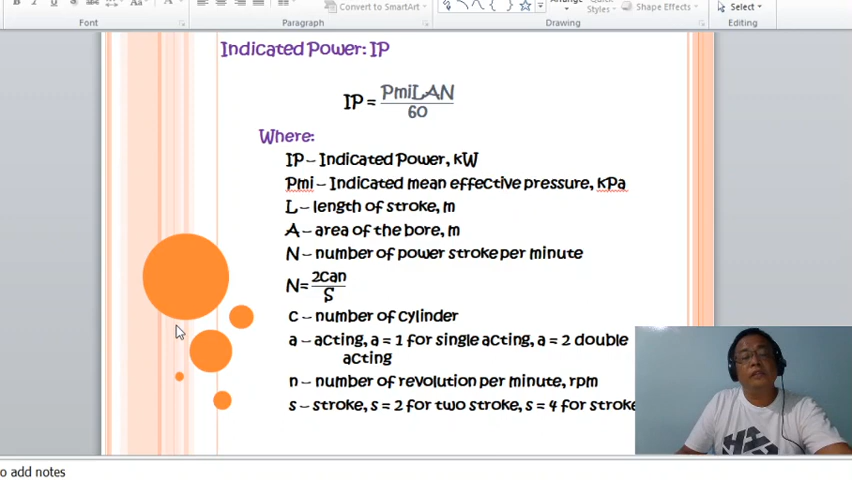 Convert to SmartArt
Quick
Styles
Shape Effects
Select
Font
Paragraph
Drawing
Editing
Indicated Power: IP
IP = PmiLAN
60
Where:
IP – Indicated Power, kW
Pmi – Indicated mean effective pressure, kPa
L – length of stroke, m
A – area of the bore, m
N – number of power stroke per minute
N= 2can
S
c – number of cylinder
a – acting, a = 1 for single acting, a = 2 double
acting
n – number of revolution per minute, rpm
s – stroke, s = 2 for two stroke, s = 4 for stroke
o add notes